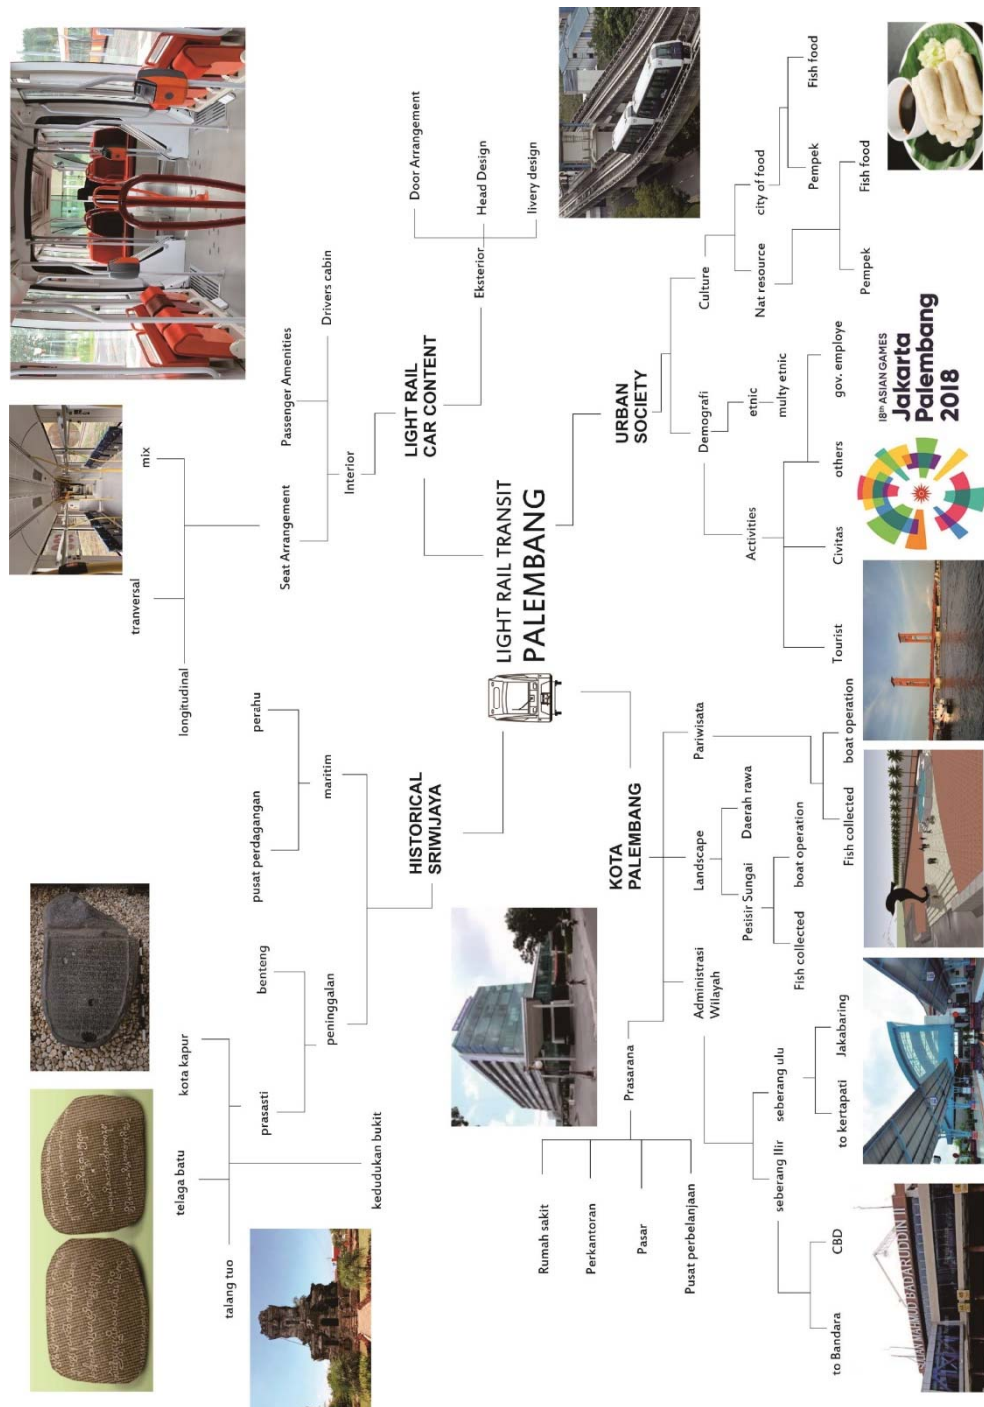 LIGHT RAIL TRANSIT
PALEMBANG
HISTORICAL
SRIWIJAYA
peninggalan
prasasti
talang tuo
telaga batu
kota kapur
kedudukan bukit
benteng
maritim
pusat perdagangan
perahu
LIGHT RAIL
CAR CONTENT
Interior
Seat Arrangement
longitudinal
tranversal
mix
Passenger Amenities
Drivers cabin
Eksterior
Door Arrangement
Head Design
livery design
KOTA
PALEMBANG
Prasarana
Rumah sakit
Perkantoran
Pasar
Pusat perbelanjaan
Administrasi
Wilayah
seberang Ilir
to Bandara
CBD
seberang ulu
to kertapati
Jakabaring
Landscape
Pesisir Sungai
Fish collected
boat operation
Daerah rawa
Pariwisata
Fish collected
boat operation
URBAN
SOCIETY
Demografi
Activities
Tourist
Civitas
others
gov. employe
etnic
multy etnic
Culture
Nat resource
Pempek
Fish food
city of food
Pempek
Fish food
SULTAN MAHMUD BADARUDDIN II
18th ASIAN GAMES
Jakarta
Palembang
2018